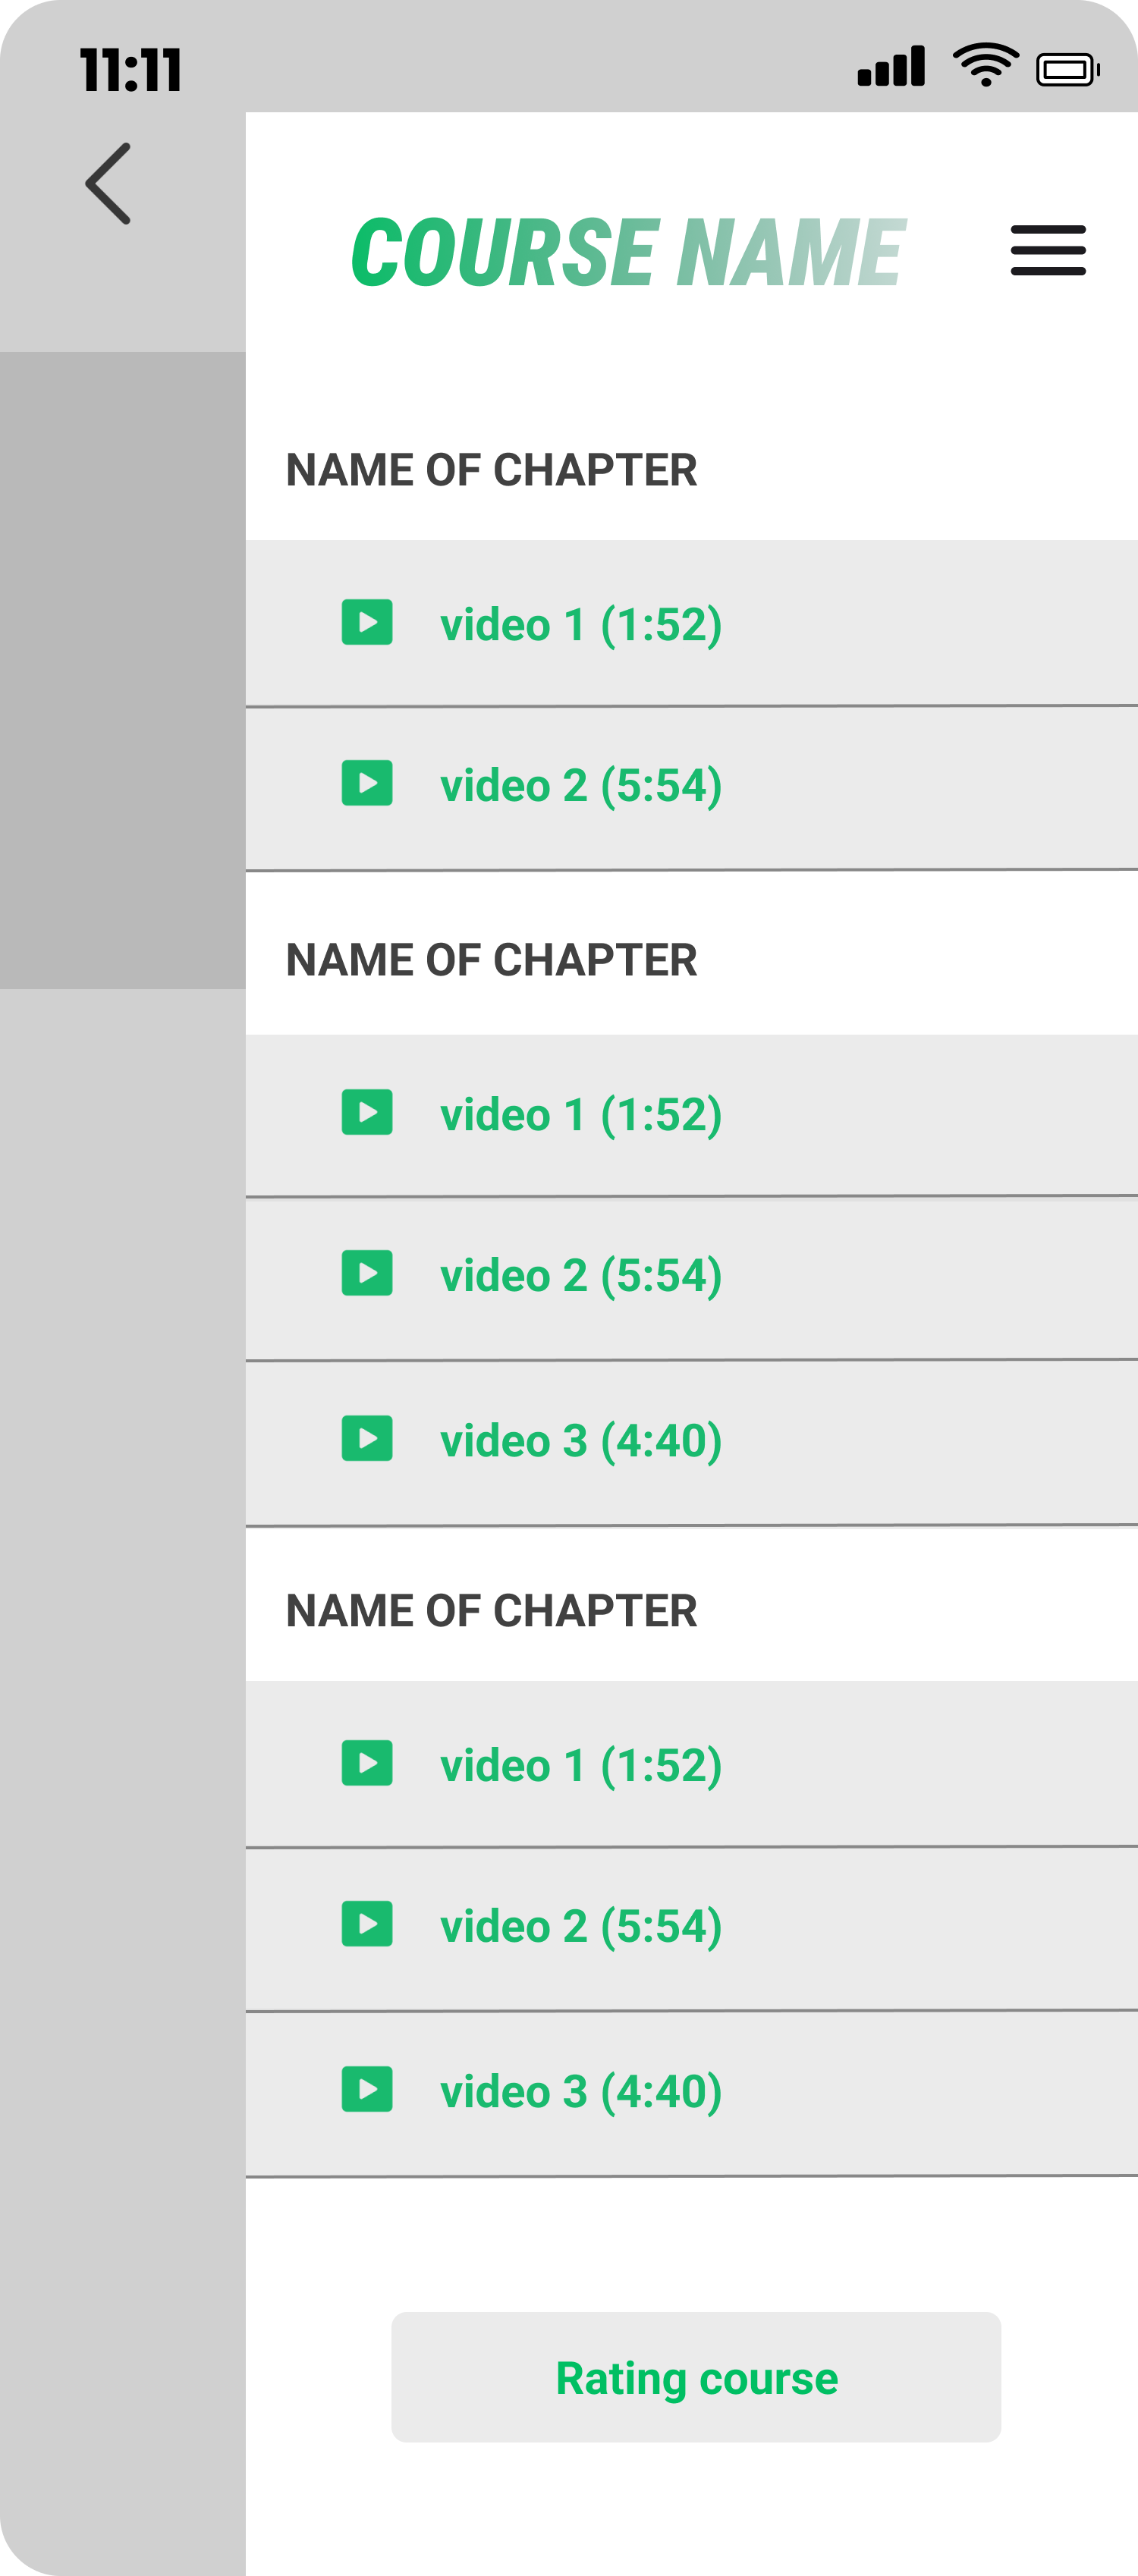 11:11
COURSE NAME
NAME OF CHAPTER
video 1 (1:52)
video 2 (5:54)
NAME OF CHAPTER
video 1 (1:52)
video 2 (5:54)
video 3 (4:40)
NAME OF CHAPTER
video 1 (1:52)
video 2 (5:54)
video 3 (4:40)
Rating course